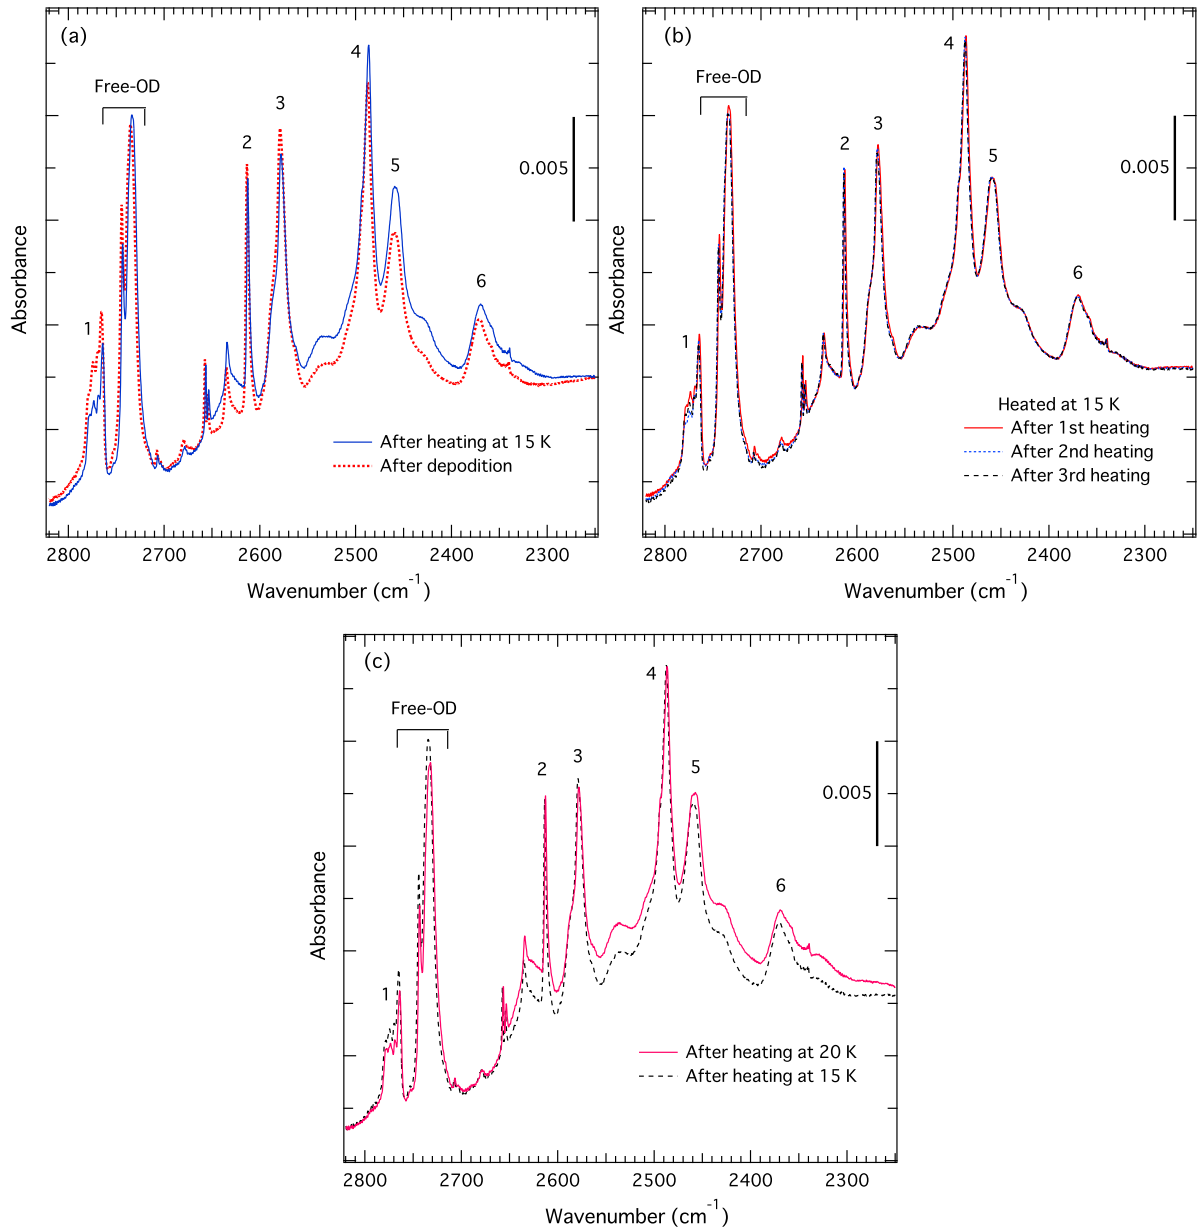 (a)
Free-OD
1
2
3
4
5
6
0.005
After heating at 15 K
After depodition
Absorbance
2800 2700 2600 2500 2400 2300
Wavenumber (cm-1)
(b)
Free-OD
1
2
3
4
5
6
0.005
Heated at 15 K
After 1st heating
After 2nd heating
After 3rd heating
Absorbance
2800 2700 2600 2500 2400 2300
Wavenumber (cm-1)
(c)
Free-OD
1
2
3
4
5
6
0.005
After heating at 20 K
After heating at 15 K
Absorbance
2800 2700 2600 2500 2400 2300
Wavenumber (cm-1)